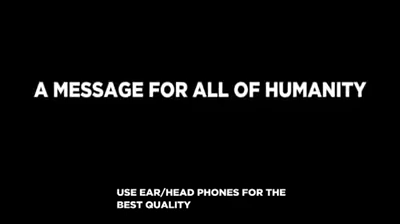 A MESSAGE FOR ALL OF HUMANITY
USE EAR/HEAD PHONES FOR THE
BEST QUALITY